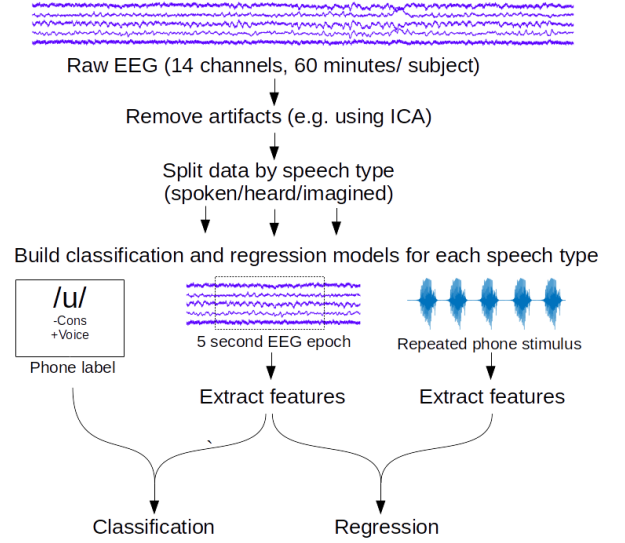 Raw EEG (14 channels, 60 minutes/ subject)
Remove artifacts (e.g. using ICA)
Split data by speech type
(spoken/heard/imagined)
Build classification and regression models for each speech type
/u/
-Cons
+Voice
Phone label
5 second EEG epoch
Repeated phone stimulus
Extract features
Extract features
`
Classification
Regression